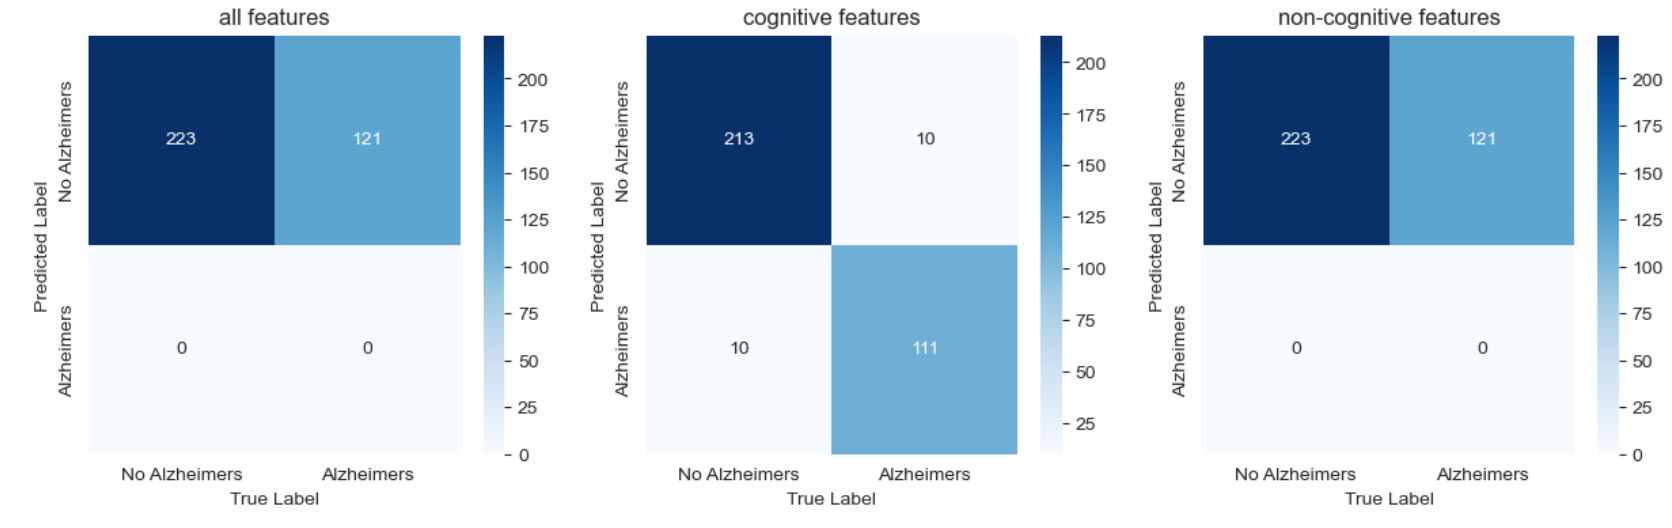 all features
Predicted Label
No Alzheimers
Alzheimers
223
121
0
0
No Alzheimers
Alzheimers
True Label
200
175
150
125
100
75
50
25
0
cognitive features
Predicted Label
No Alzheimers
Alzheimers
213
10
10
111
No Alzheimers
Alzheimers
True Label
200
175
150
125
100
75
50
25
non-cognitive features
Predicted Label
No Alzheimers
Alzheimers
223
121
0
0
No Alzheimers
Alzheimers
True Label
200
175
150
125
100
75
50
25
0